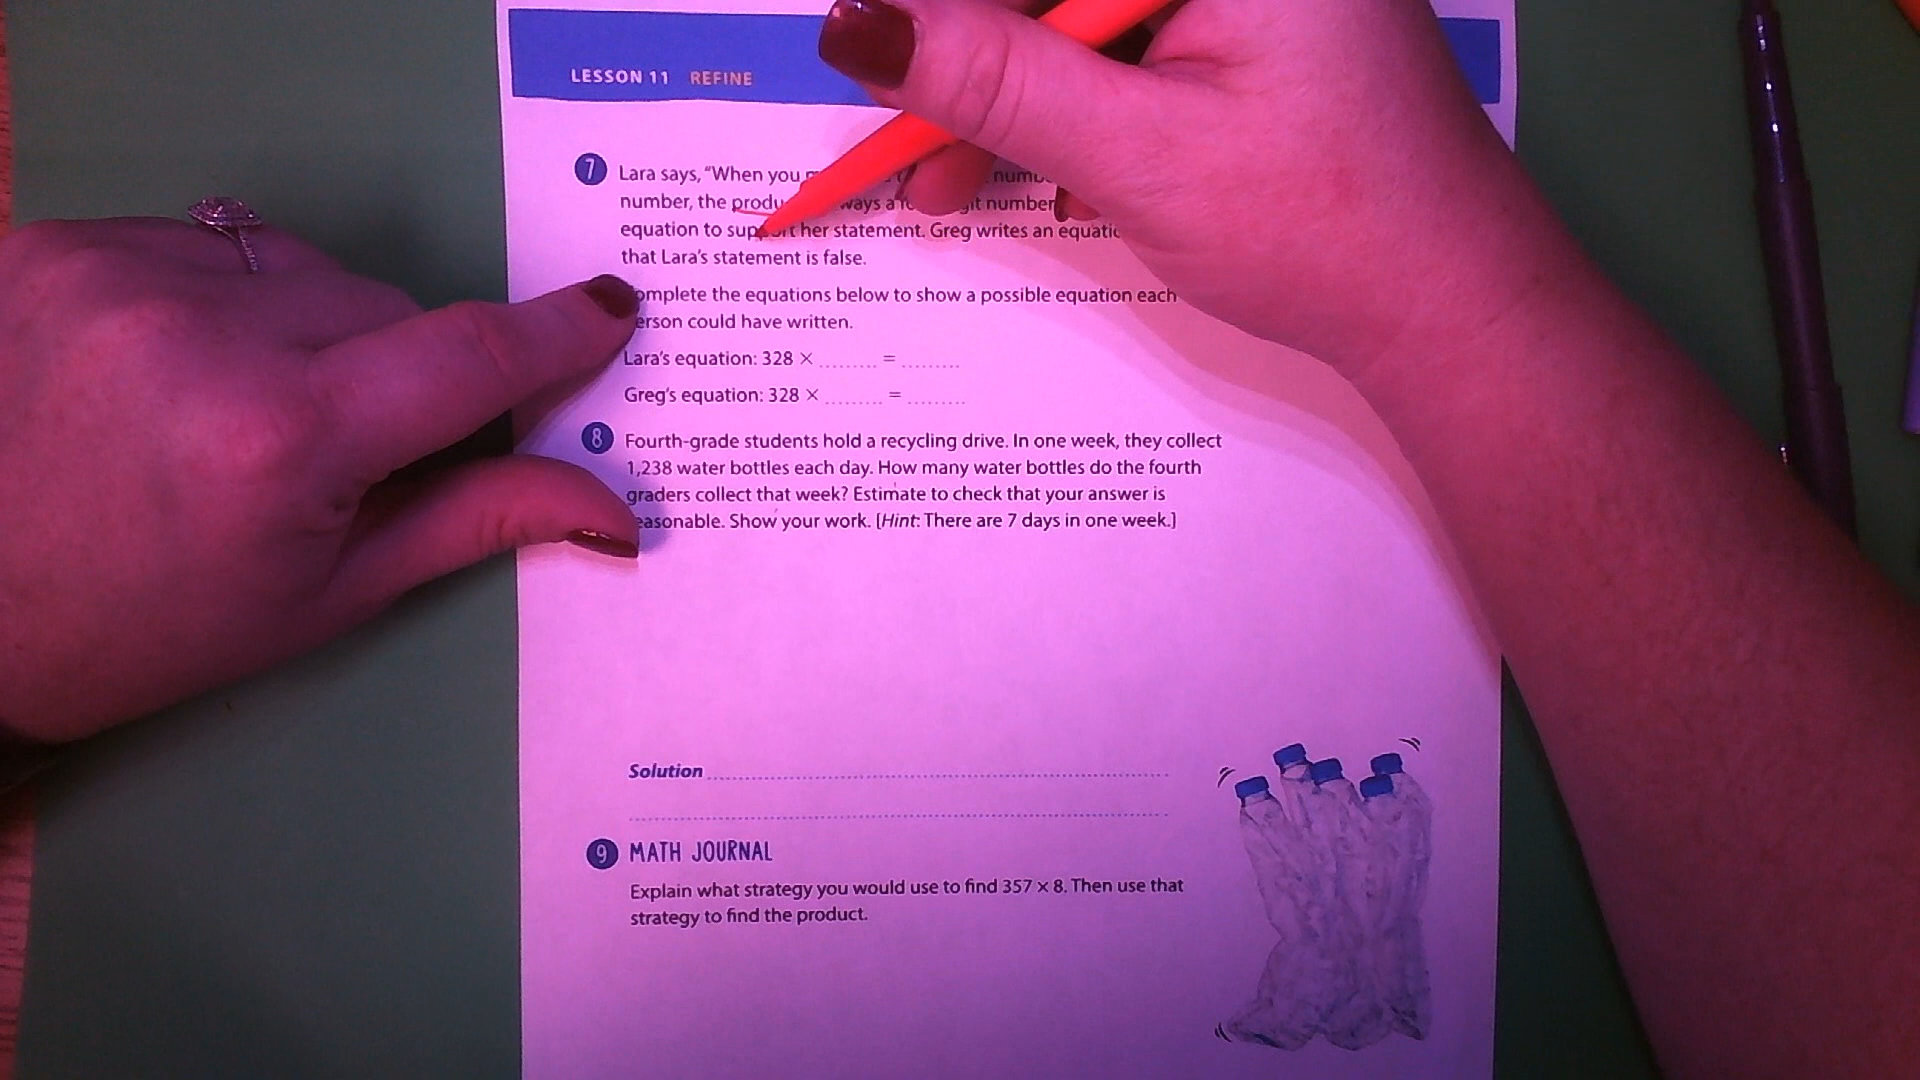 LESSON 11 REFINE
7 Lara says, "When you
number, the always a number
equation to support her statement. Greg writes an
that Lara's statement is false.
the equations below to show a possible equation each
could have written.
Lara's equation: 328 × ......... = .........
Greg's equation: 328 × ......... = .........
8 Fourth-grade students hold a recycling drive. In one week, they collect
1,238 water bottles each day. How many water bottles do the fourth
graders collect that week? Estimate to check that your answer is
reasonable. Show your work. [Hint: There are 7 days in one week.]
Solution
9 MATH JOURNAL
Explain what strategy you would use to find 357 × 8. Then use that
strategy to find the product.